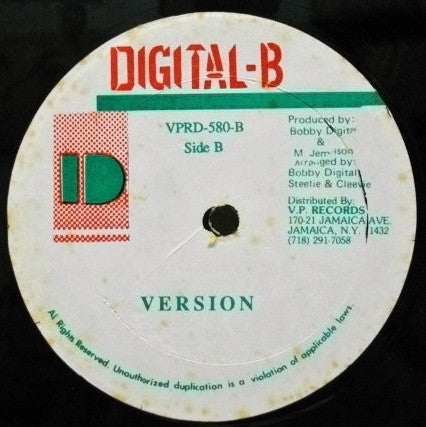 DIGITAL-B
VPRD-580-B
Side B
Produced by:
Bobby Digital
&
M.
Arranged by:
Bobby Digital
Steelie & Cleevie
Distributed By:
V.P. RECORDS
170-21 JAMAICA AVE.
JAMAICA, N.Y. 11432
(718) 291-7058
D
VERSION
All Rights Reserved. Unauthorized duplication is a violation of applicable laws.